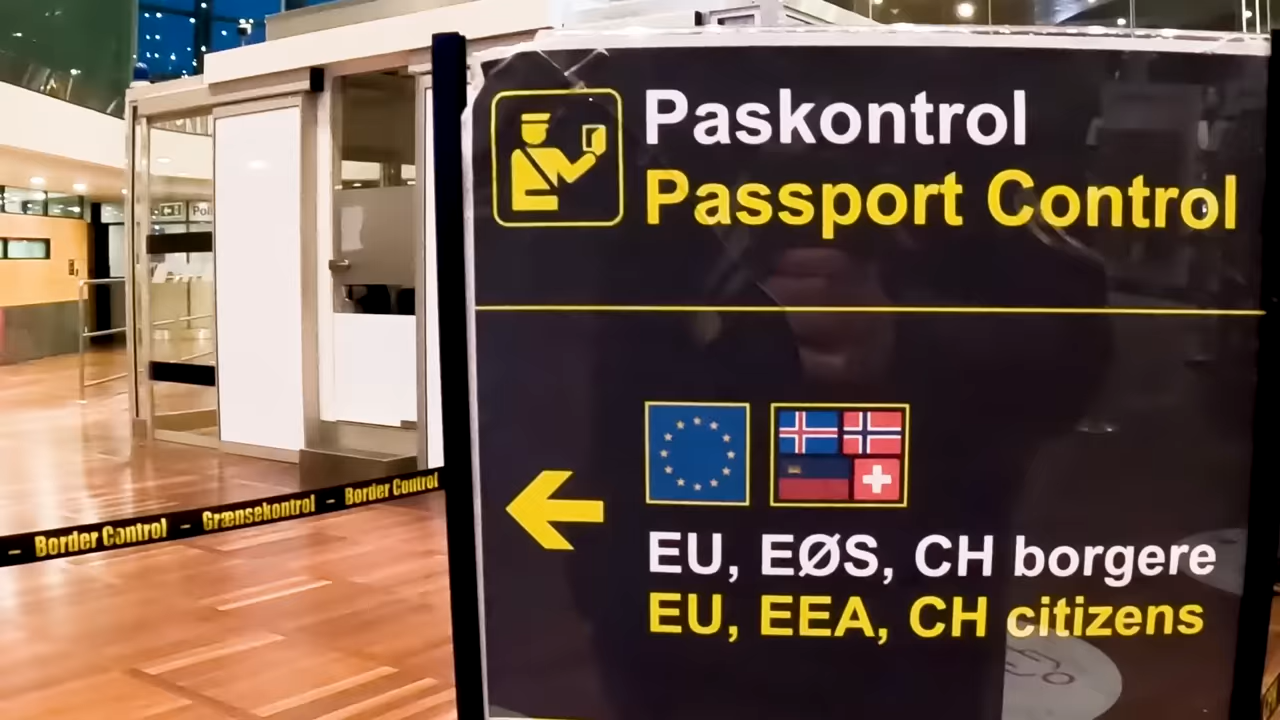 Paskontrol
Passport Control
EU, EØS, CH borgere
EU, EEA, CH citizens
– Border Control – Grænsekontrol – Border Control